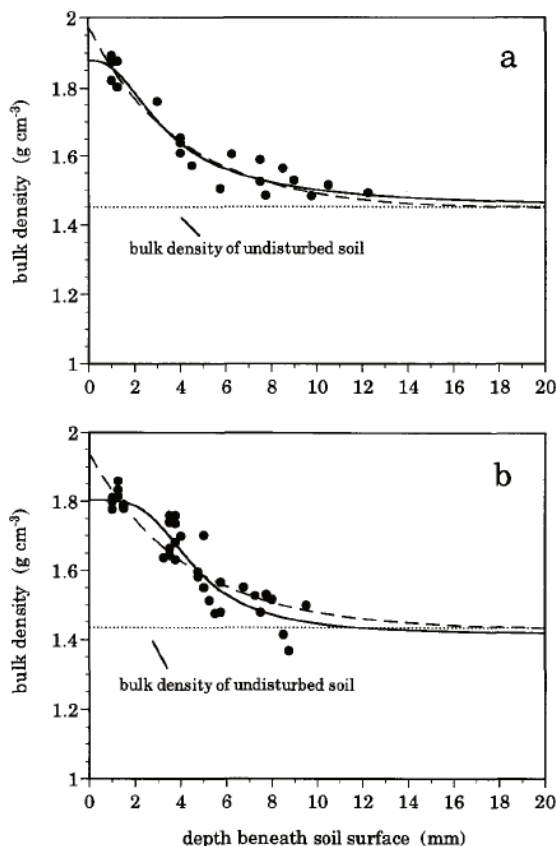 a
bulk density (g cm⁻³)
2
1.8
1.6
1.4
1.2
1
bulk density of undisturbed soil
0 2 4 6 8 10 12 14 16 18 20
b
bulk density (g cm⁻³)
2
1.8
1.6
1.4
1.2
1
bulk density of undisturbed soil
0 2 4 6 8 10 12 14 16 18 20
depth beneath soil surface (mm)